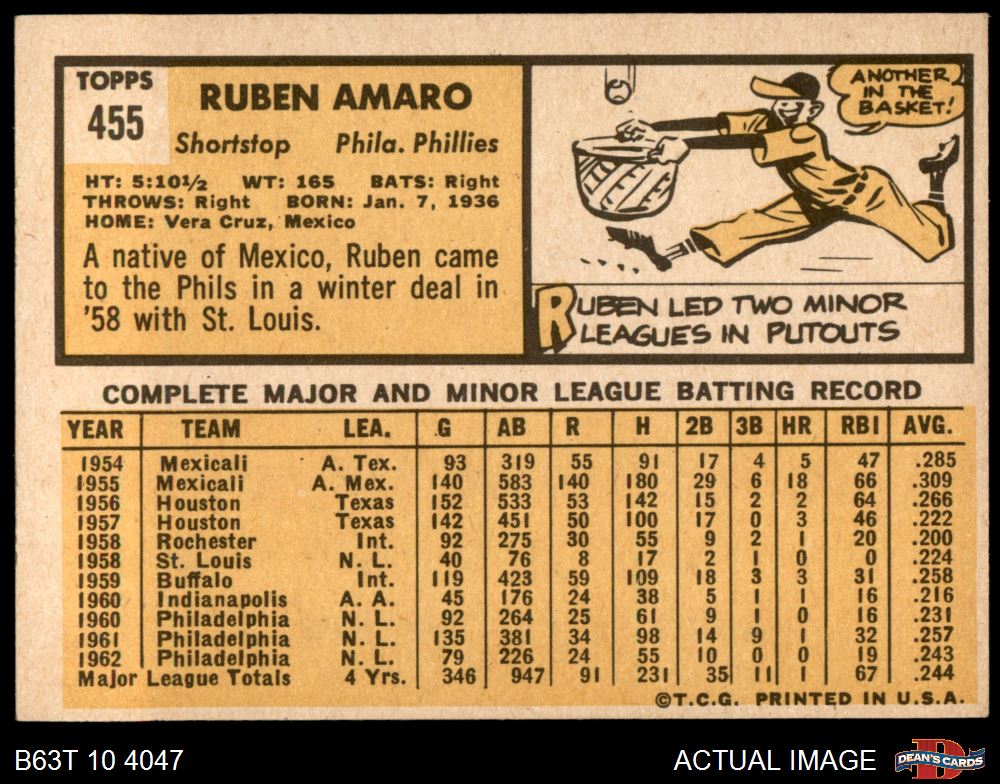 TOPPS
455
RUBEN AMARO
Shortstop Phila. Phillies
HT: 5:10½ WT: 165 BATS: Right
THROWS: Right BORN: Jan. 7, 1936
HOME: Vera Cruz, Mexico
A native of Mexico, Ruben came
to the Phils in a winter deal in
'58 with St. Louis.
ANOTHER
IN THE
BASKET!
RUBEN LED TWO MINOR
LEAGUES IN PUTOUTS
COMPLETE MAJOR AND MINOR LEAGUE BATTING RECORD
YEAR TEAM LEA. G AB R H 2B 3B HR RBI AVG.
1954 Mexicali A. Tex. 93 319 55 91 17 4 5 47 .285
1955 Mexicali A. Mex. 140 583 140 180 29 6 18 66 .309
1956 Houston Texas 152 533 53 142 15 2 2 64 .266
1957 Houston Texas 142 451 50 100 17 0 3 46 .222
1958 Rochester Int. 92 275 30 55 9 2 1 20 .200
1958 St. Louis N. L. 40 76 8 17 2 1 0 0 .224
1959 Buffalo Int. 119 423 59 109 18 3 3 31 .258
1960 Indianapolis A. A. 45 176 24 38 5 1 1 16 .216
1960 Philadelphia N. L. 92 264 25 61 9 1 0 16 .231
1961 Philadelphia N. L. 135 381 34 98 14 9 1 32 .257
1962 Philadelphia N. L. 79 226 24 55 10 0 0 19 .243
Major League Totals 4 Yrs. 346 947 91 231 35 11 1 67 .244
©T.C.G. PRINTED IN U.S.A.
B63T 10 4047
ACTUAL IMAGE
DEAN'S CARDS